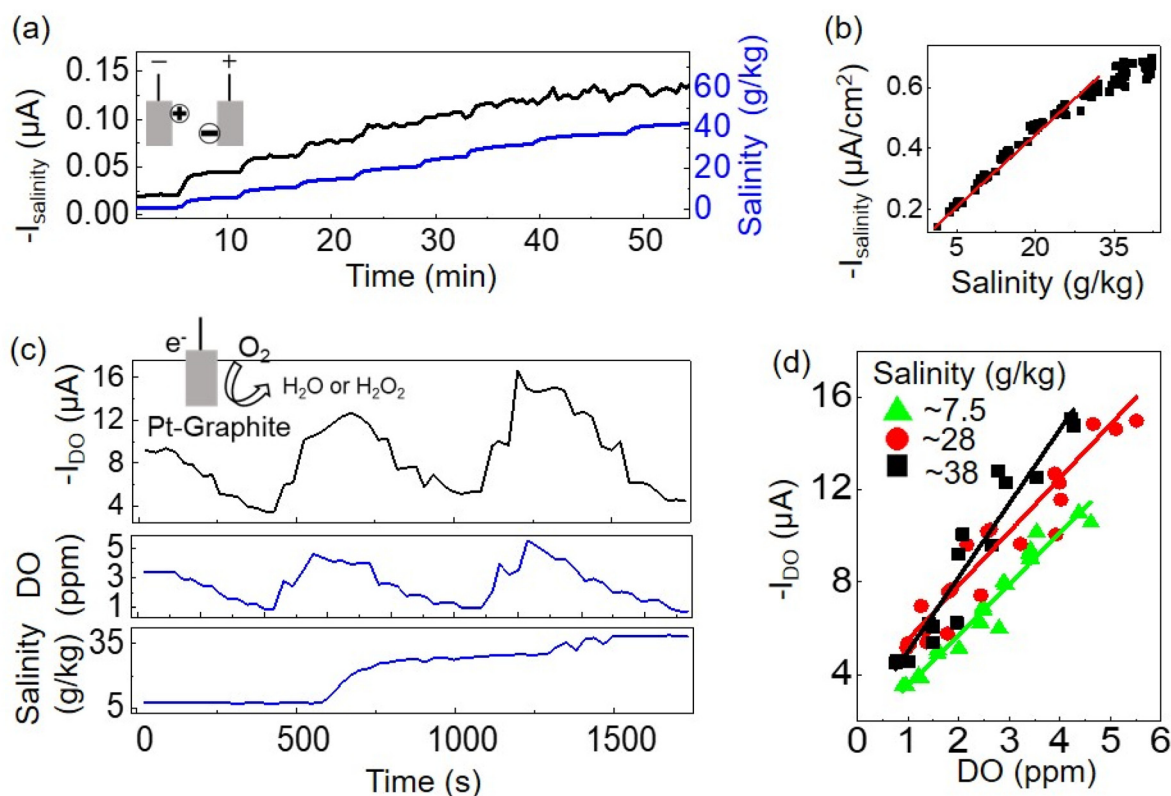 (a)
− +
+
−
0.15
0.10
0.05
0.00
-I_salinity (µA)
60
40
20
0
Salinity (g/kg)
10 20 30 40 50
Time (min)
(b)
0.6
0.4
0.2
-I_salinity (µA/cm²)
5 20 35
Salinity (g/kg)
(c)
e⁻ O₂
H₂O or H₂O₂
Pt-Graphite
16
12
8
4
-I_DO (µA)
5
3
1
DO (ppm)
35
5
Salinity (g/kg)
0 500 1000 1500
Time (s)
(d)
Salinity (g/kg)
~7.5
~28
~38
16
12
8
4
-I_DO (µA)
0 1 2 3 4 5 6
DO (ppm)